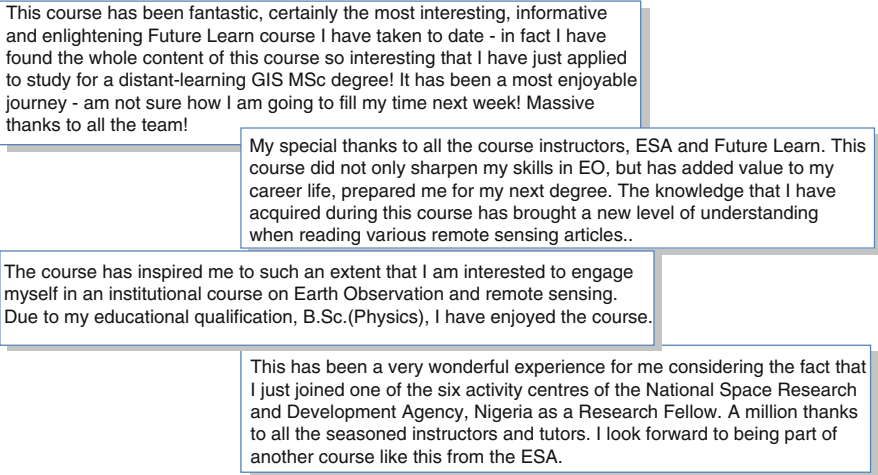 This course has been fantastic, certainly the most interesting, informative
and enlightening Future Learn course I have taken to date - in fact I have
found the whole content of this course so interesting that I have just applied
to study for a distant-learning GIS MSc degree! It has been a most enjoyable
journey - am not sure how I am going to fill my time next week! Massive
thanks to all the team!
My special thanks to all the course instructors, ESA and Future Learn. This
course did not only sharpen my skills in EO, but has added value to my
career life, prepared me for my next degree. The knowledge that I have
acquired during this course has brought a new level of understanding
when reading various remote sensing articles..
The course has inspired me to such an extent that I am interested to engage
myself in an institutional course on Earth Observation and remote sensing.
Due to my educational qualification, B.Sc.(Physics), I have enjoyed the course.
This has been a very wonderful experience for me considering the fact that
I just joined one of the six activity centres of the National Space Research
and Development Agency, Nigeria as a Research Fellow. A million thanks
to all the seasoned instructors and tutors. I look forward to being part of
another course like this from the ESA.